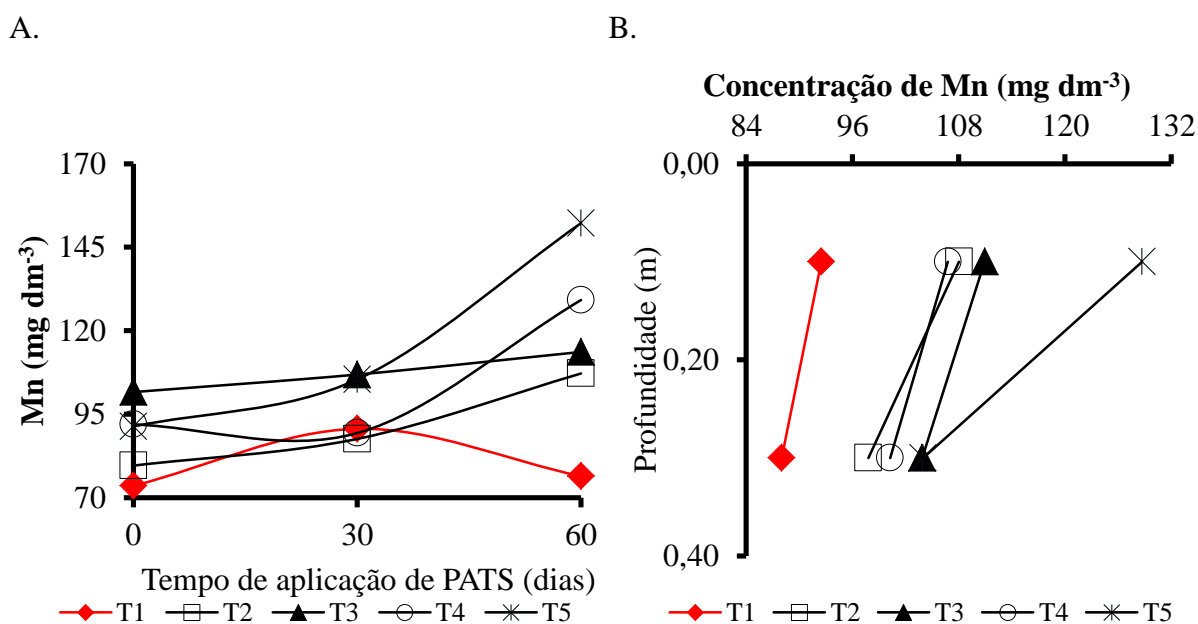 A.
Mn (mg dm-3)
170
145
120
95
70
0 30 60
Tempo de aplicação de PATS (dias)
T1 T2 T3 T4 T5
B.
Concentração de Mn (mg dm-3)
84 96 108 120 132
Profundidade (m)
0,00
0,20
0,40
T1 T2 T3 T4 T5